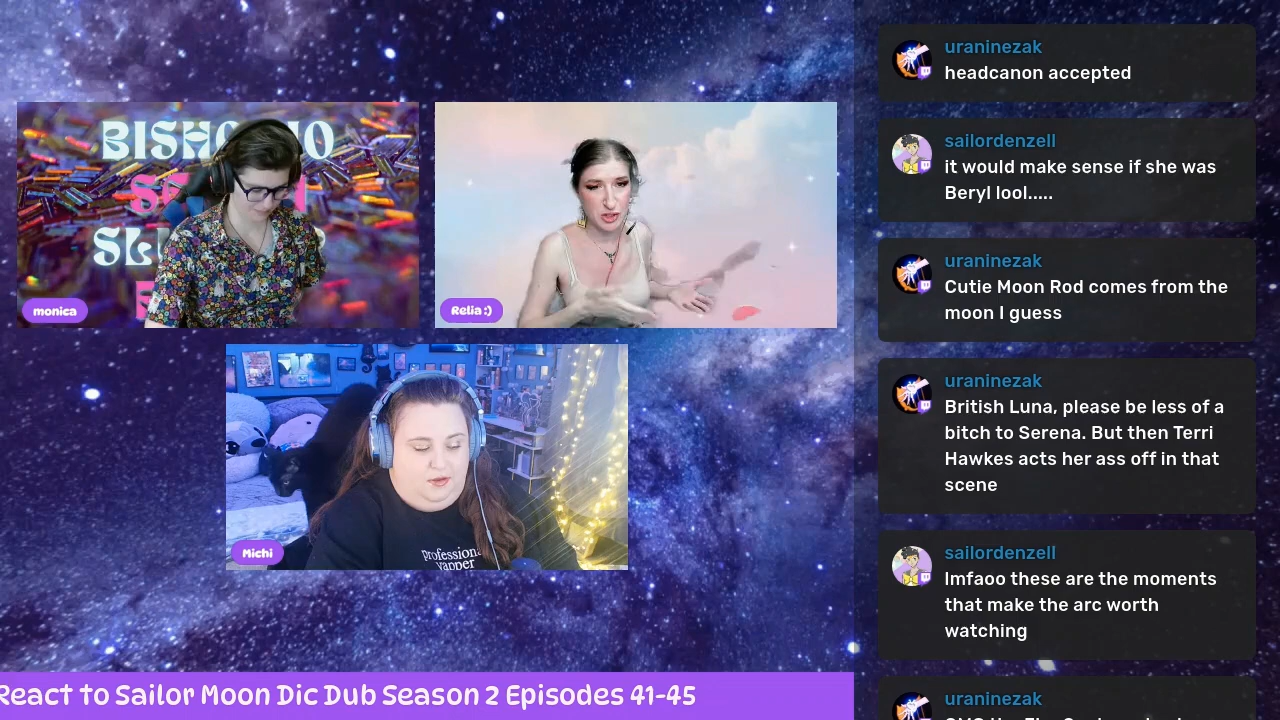 BISHO
monica
Relia :)
Michi
Professional
yapper
React to Sailor Moon Dic Dub Season 2 Episodes 41-45
uraninezak
headcanon accepted
sailordenzell
it would make sense if she was
Beryl lool.....
uraninezak
Cutie Moon Rod comes from the
moon I guess
uraninezak
British Luna, please be less of a
bitch to Serena. But then Terri
Hawkes acts her ass off in that
scene
sailordenzell
lmfaoo these are the moments
that make the arc worth
watching
uraninezak